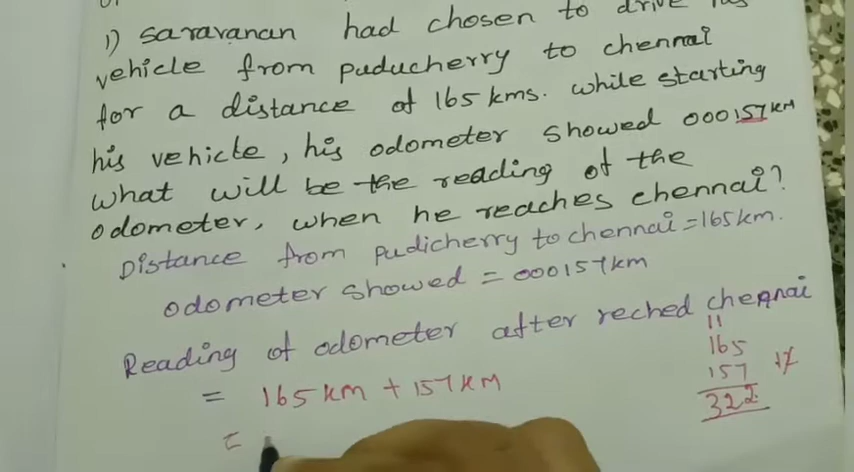 1) Saravanan had chosen to drive his
vehicle from puducherry to chennai
for a distance of 165 kms. while starting
his vehicle, his odometer showed 000157KM
what will be the reading of the
odometer, when he reaches chennai?
Distance from pudicherry to chennai = 165 km.
odometer showed = 000157km
Reading of odometer after reched chennai
= 165 km + 157 KM
=
11
165
157
322